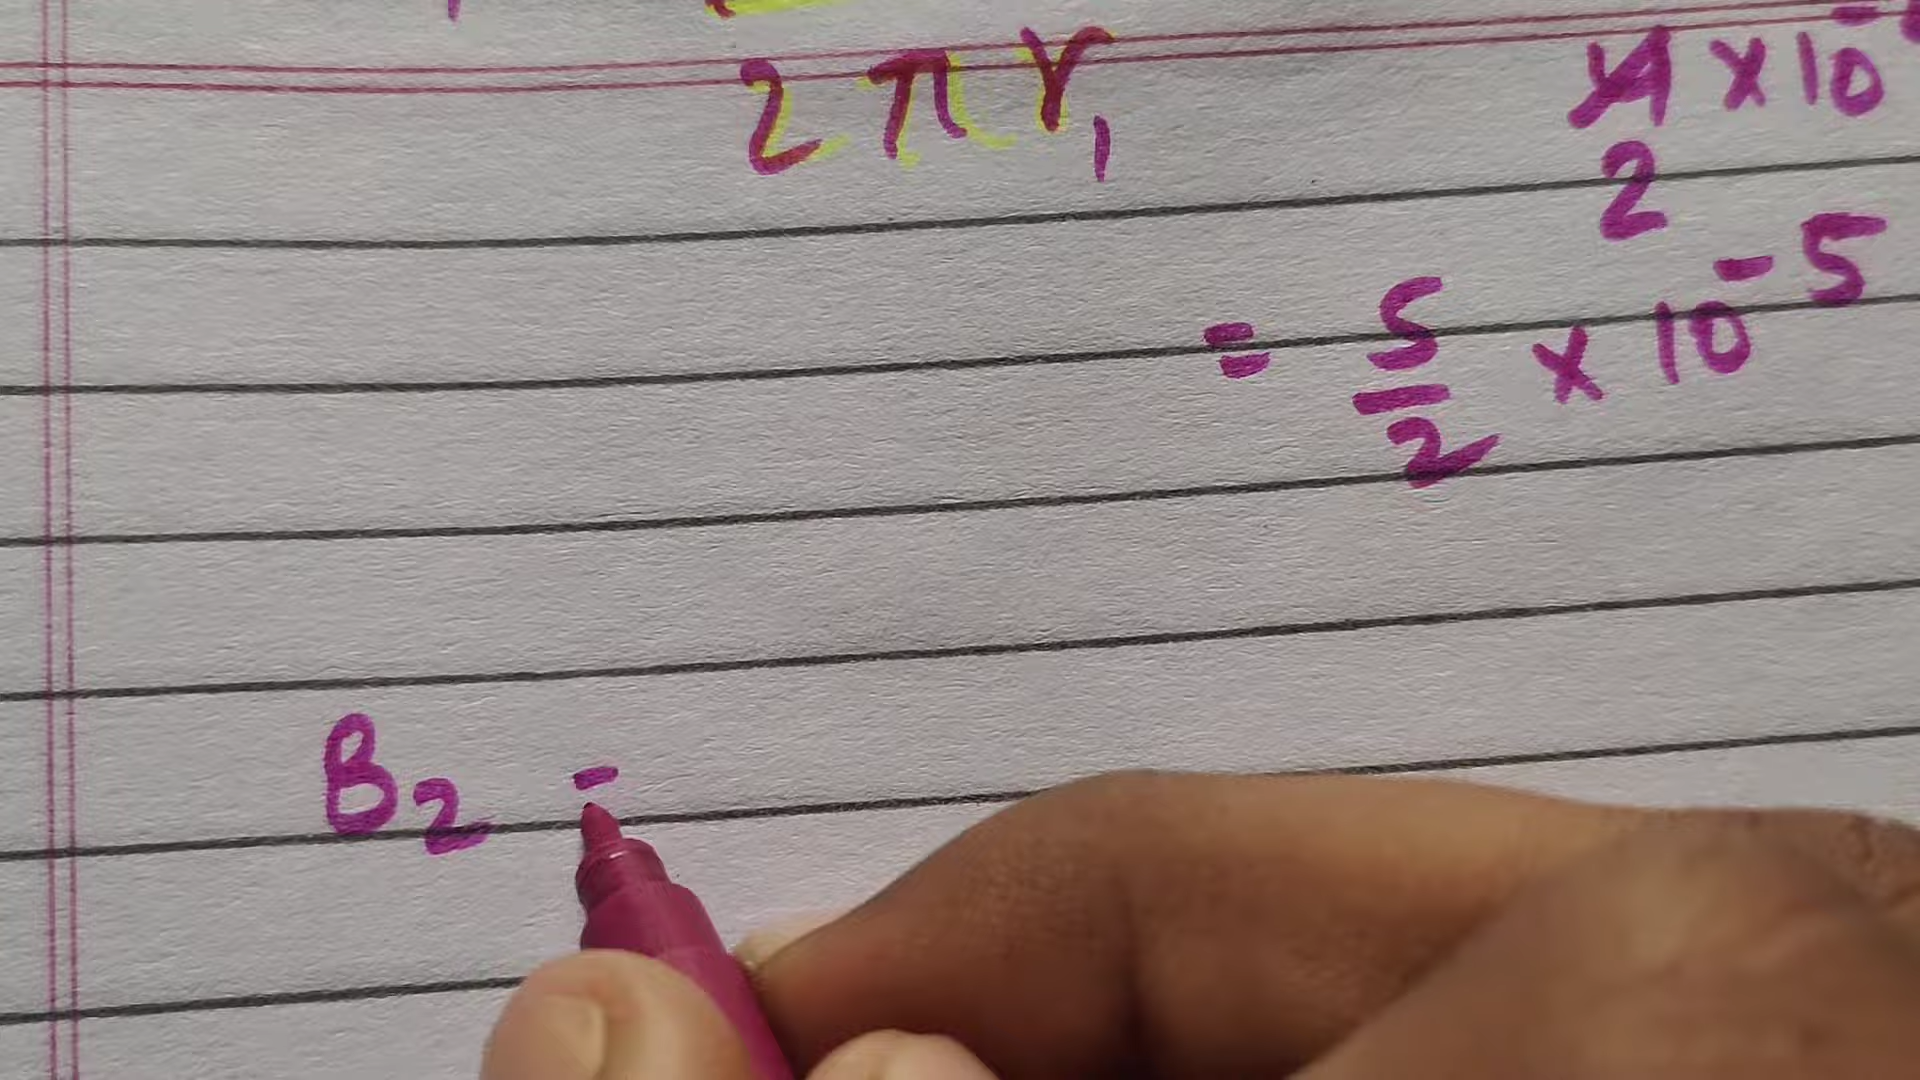 2πr₁
4 × 10⁻
2
= 5/2 × 10⁻⁵
B₂ =